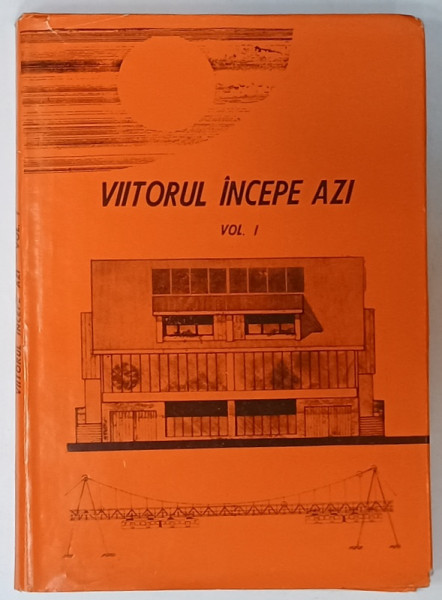 VIITORUL ÎNCEPE AZI
VOL. I
VIITORUL ÎNCEPE AZI VOL I